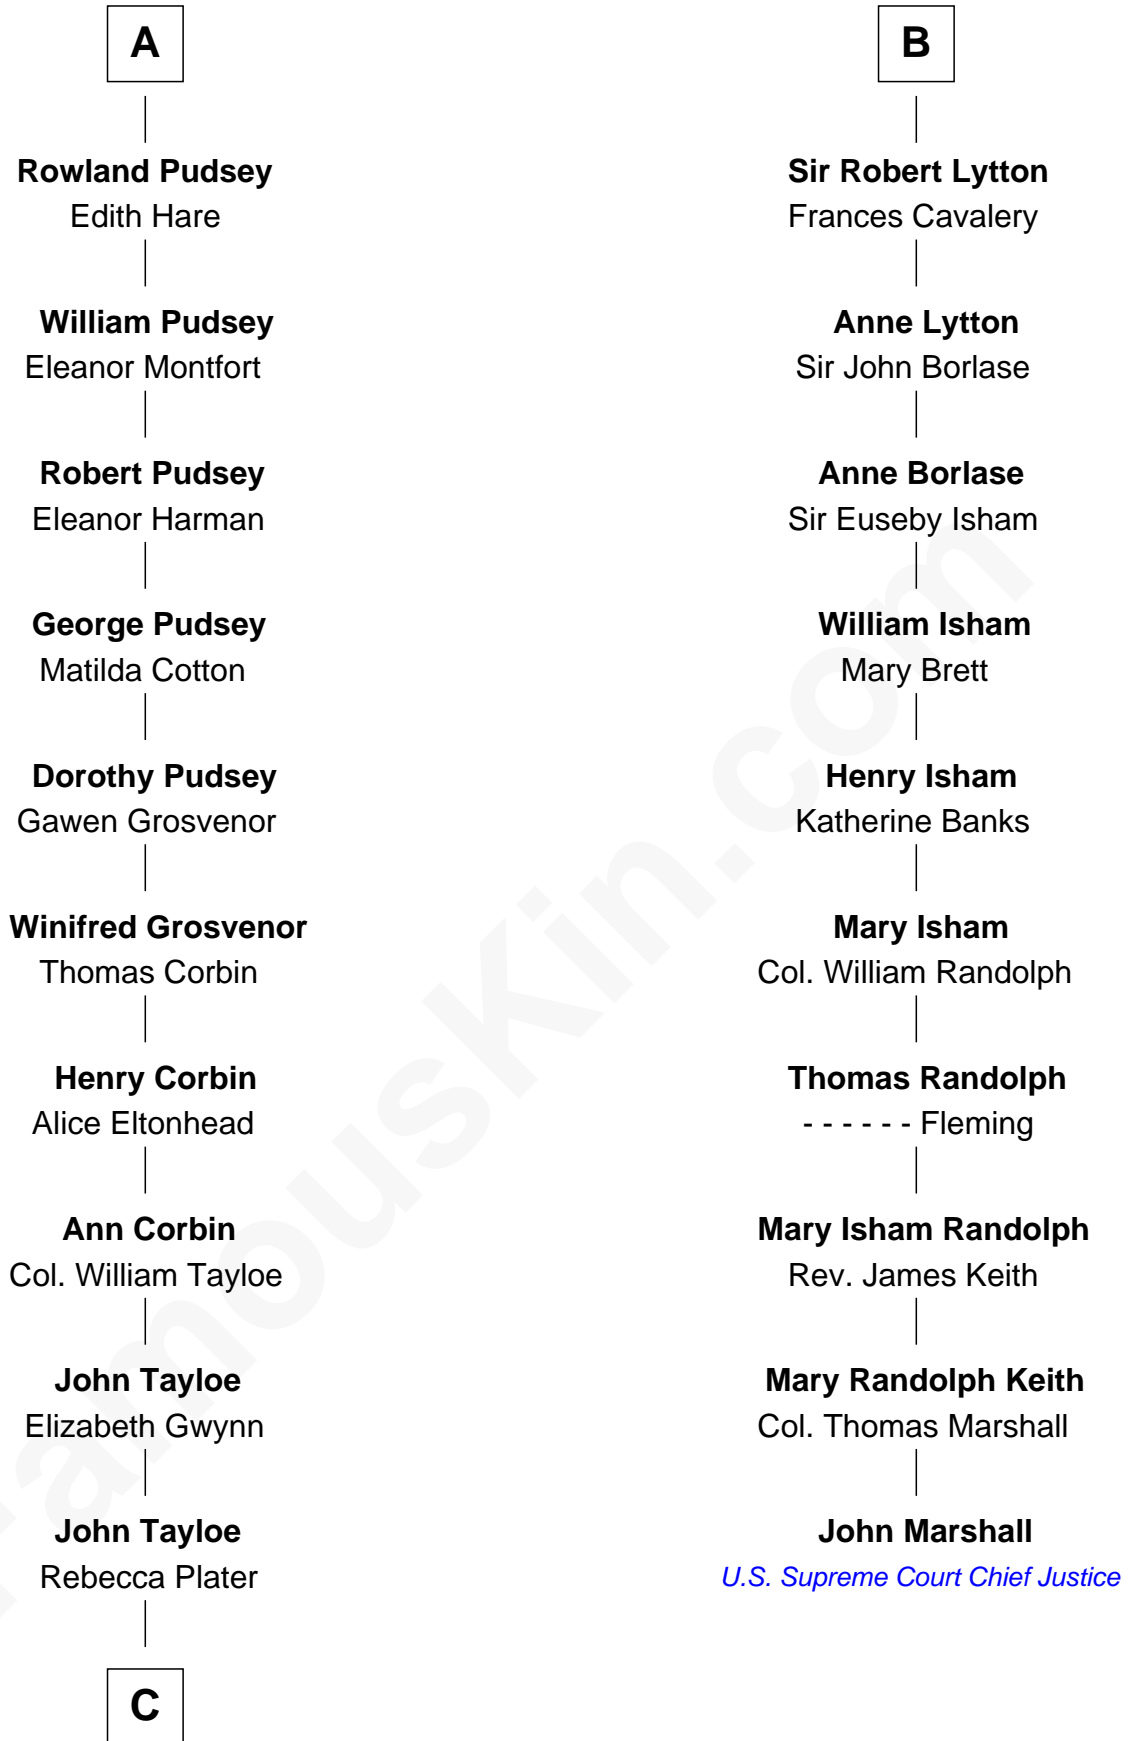 A
Rowland Pudsey
Edith Hare
William Pudsey
Eleanor Montfort
Robert Pudsey
Eleanor Harman
George Pudsey
Matilda Cotton
Dorothy Pudsey
Gawen Grosvenor
Winifred Grosvenor
Thomas Corbin
Henry Corbin
Alice Eltonhead
Ann Corbin
Col. William Tayloe
John Tayloe
Elizabeth Gwynn
John Tayloe
Rebecca Plater
C
B
Sir Robert Lytton
Frances Cavalery
Anne Lytton
Sir John Borlase
Anne Borlase
Sir Euseby Isham
William Isham
Mary Brett
Henry Isham
Katherine Banks
Mary Isham
Col. William Randolph
Thomas Randolph
- - - - - - Fleming
Mary Isham Randolph
Rev. James Keith
Mary Randolph Keith
Col. Thomas Marshall
John Marshall
U.S. Supreme Court Chief Justice
FamousKin.com